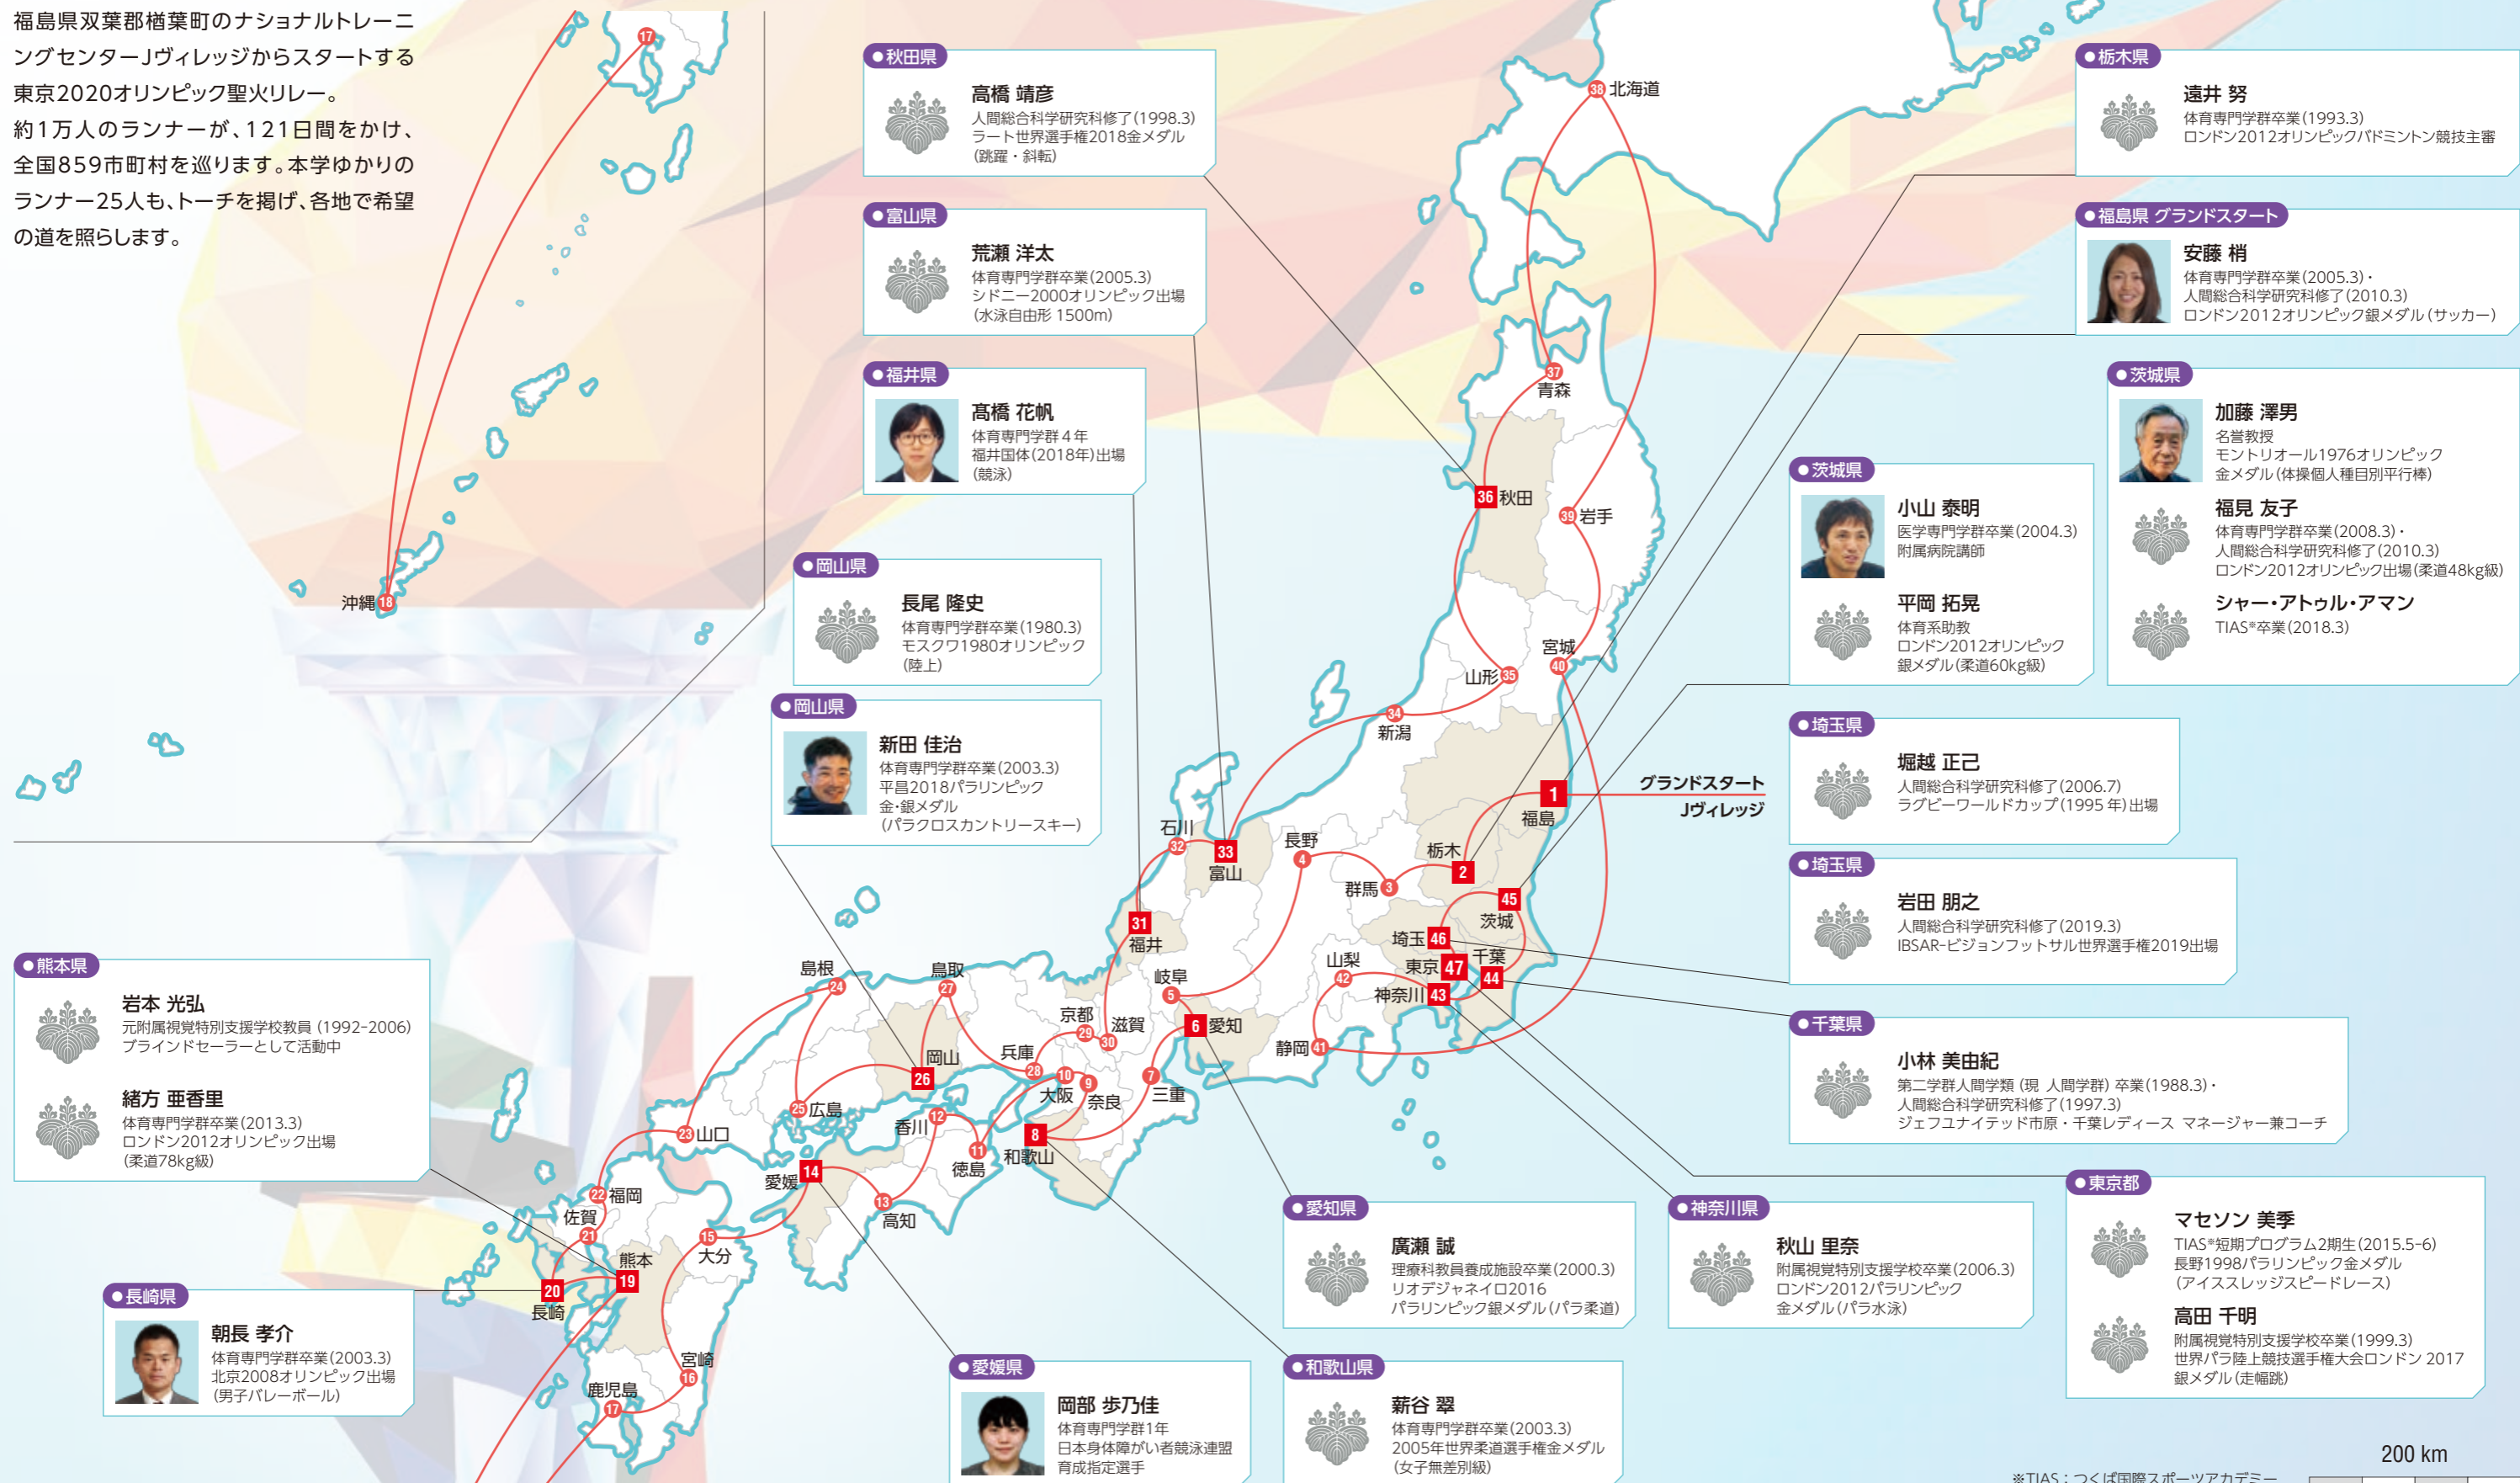 福島県双葉郡楢葉町のナショナルトレーニ
ングセンターJヴィレッジからスタートする
東京2020オリンピック聖火リレー。
約1万人のランナーが、121日間をかけ、
全国859市町村を巡ります。本学ゆかりの
ランナー25人も、トーチを掲げ、各地で希望
の道を照らします。
17
沖縄 18
●秋田県
高橋 靖彦
人間総合科学研究科修了(1998.3)
ラート世界選手権2018金メダル
(跳躍・斜転)
●富山県
荒瀬 洋太
体育専門学群卒業(2005.3)
シドニー2000オリンピック出場
(水泳自由形 1500m)
●福井県
髙橋 花帆
体育専門学群４年
福井国体(2018年)出場
(競泳)
●岡山県
長尾 隆史
体育専門学群卒業(1980.3)
モスクワ1980オリンピック
(陸上)
●岡山県
新田 佳治
体育専門学群卒業(2003.3)
平昌2018パラリンピック
金・銀メダル
(パラクロスカントリースキー)
●栃木県
遠井 努
体育専門学群卒業(1993.3)
ロンドン2012オリンピックバドミントン競技主審
●福島県 グランドスタート
安藤 梢
体育専門学群卒業(2005.3)・
人間総合科学研究科修了(2010.3)
ロンドン2012オリンピック銀メダル(サッカー)
●茨城県
加藤 澤男
名誉教授
モントリオール1976オリンピック
金メダル(体操個人種目別平行棒)
福見 友子
体育専門学群卒業(2008.3)・
人間総合科学研究科修了(2010.3)
ロンドン2012オリンピック出場(柔道48kg級)
シャー・アトゥル・アマン
TIAS※卒業(2018.3)
●茨城県
小山 泰明
医学専門学群卒業(2004.3)
附属病院講師
平岡 拓晃
体育系助教
ロンドン2012オリンピック
銀メダル(柔道60kg級)
●埼玉県
堀越 正己
人間総合科学研究科修了(2006.7)
ラグビーワールドカップ(1995 年)出場
●埼玉県
岩田 朋之
人間総合科学研究科修了(2019.3)
IBSAR-ビジョンフットサル世界選手権2019出場
●千葉県
小林 美由紀
第二学群人間学類 (現 人間学群) 卒業(1988.3)・
人間総合科学研究科修了(1997.3)
ジェフユナイテッド市原・千葉レディース マネージャー兼コーチ
●東京都
マセソン 美季
TIAS※短期プログラム2期生(2015.5-6)
長野1998パラリンピック金メダル
(アイススレッジスピードレース)
高田 千明
附属視覚特別支援学校卒業(1999.3)
世界パラ陸上競技選手権大会ロンドン 2017
銀メダル(走幅跳)
●神奈川県
秋山 里奈
附属視覚特別支援学校卒業(2006.3)
ロンドン2012パラリンピック
金メダル(パラ水泳)
●愛知県
廣瀬 誠
理療科教員養成施設卒業(2000.3)
リオデジャネイロ2016
パラリンピック銀メダル(パラ柔道)
●和歌山県
薪谷 翠
体育専門学群卒業(2003.3)
2005年世界柔道選手権金メダル
(女子無差別級)
●愛媛県
岡部 歩乃佳
体育専門学群1年
日本身体障がい者競泳連盟
育成指定選手
●熊本県
岩本 光弘
元附属視覚特別支援学校教員 (1992-2006)
ブラインドセーラーとして活動中
緒方 亜香里
体育専門学群卒業(2013.3)
ロンドン2012オリンピック出場
(柔道78kg級)
●長崎県
朝長 孝介
体育専門学群卒業(2003.3)
北京2008オリンピック出場
(男子バレーボール)
38 北海道
37
青森
36 秋田
39 岩手
宮城
40
山形 35
34
新潟
グランドスタート
Jヴィレッジ
1
福島
栃木
2
群馬 3
長野
4
石川
32
33
富山
31
福井
45
茨城
埼玉 46
東京 47
千葉
44
神奈川 43
山梨
42
静岡 41
岐阜
5
6 愛知
7
三重
京都
29
滋賀
30
兵庫
28
10
大阪
9
奈良
8
和歌山
鳥取
27
島根
24
岡山
26
25 広島
23 山口
香川
12
11
徳島
13
高知
愛媛
14
15
大分
22 福岡
佐賀
21
熊本
19
20
長崎
宮崎
16
鹿児島
17
200 km
※TIAS：つくば国際スポーツアカデミー